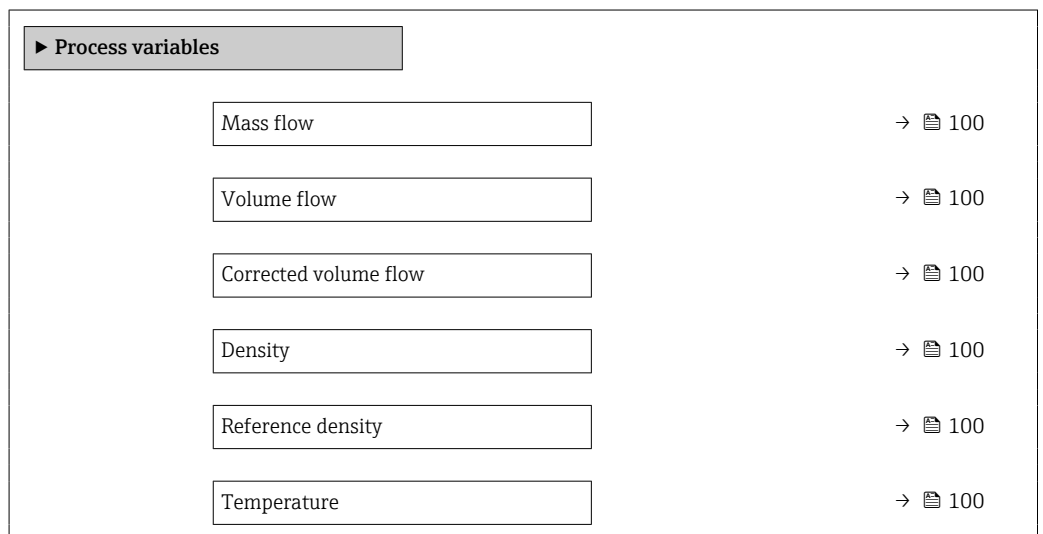 ▶ Process variables
Mass flow → 🖹 100
Volume flow → 🖹 100
Corrected volume flow → 🖹 100
Density → 🖹 100
Reference density → 🖹 100
Temperature → 🖹 100